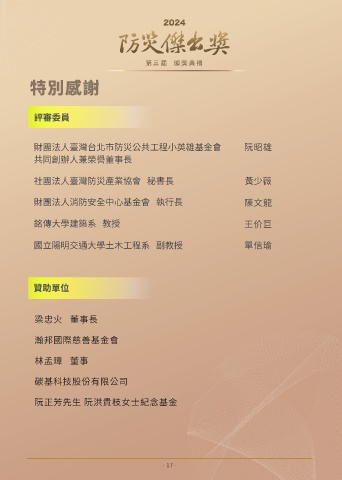 2024
防災傑出獎
第三屆 頒獎典禮
特別感謝
評審委員
財團法人臺灣台北市防災公共工程小英雄基金會 阮昭雄
共同創辦人兼榮譽董事長
社團法人臺灣防災產業協會 秘書長 黃少薇
財團法人消防安全中心基金會 執行長 陳文龍
銘傳大學建築系 教授 王价巨
國立陽明交通大學土木工程系 副教授 單信瑜
贊助單位
梁忠火 董事長
瀚邦國際慈善基金會
林孟暐 董事
碳基科技股份有限公司
阮正芳先生 阮洪貴枝女士紀念基金
17